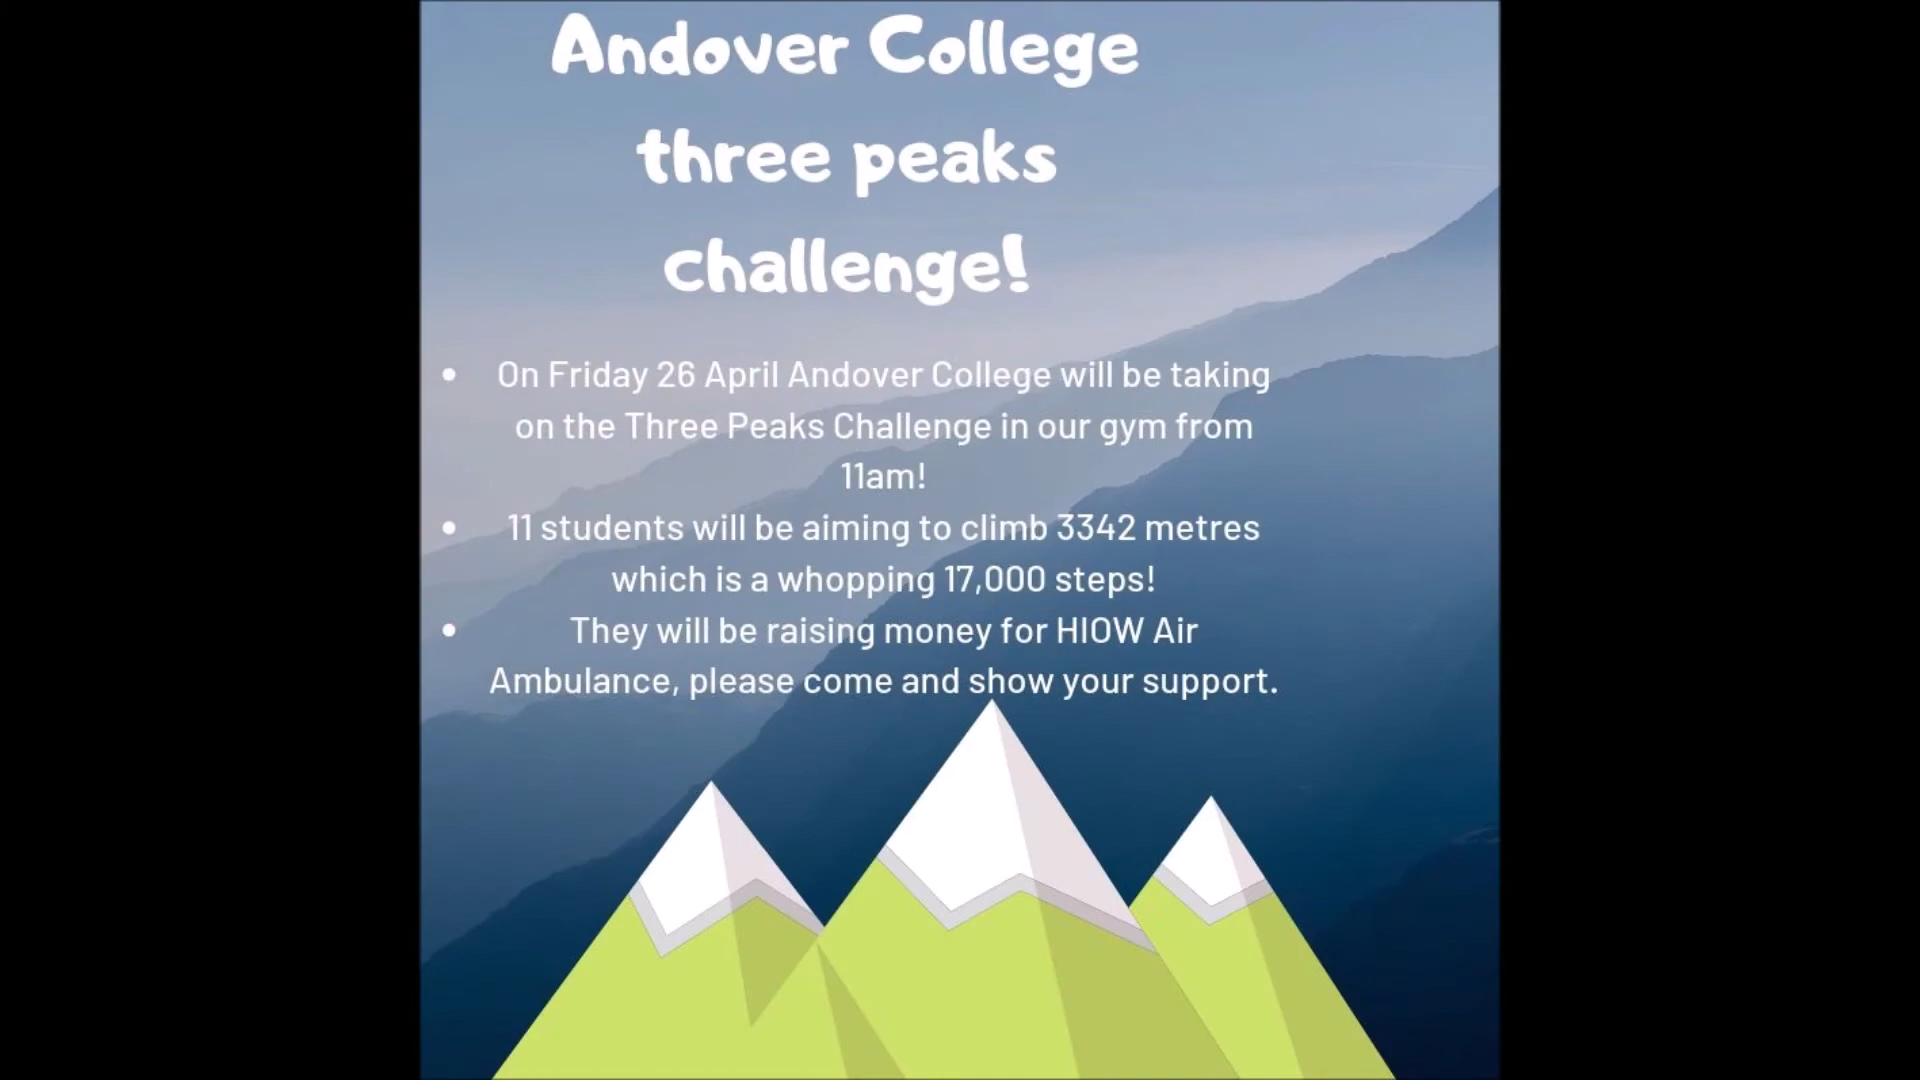 Andover College
three peaks
challenge!
• On Friday 26 April Andover College will be taking
on the Three Peaks Challenge in our gym from
11am!
• 11 students will be aiming to climb 3342 metres
which is a whopping 17,000 steps!
• They will be raising money for HIOW Air
Ambulance, please come and show your support.